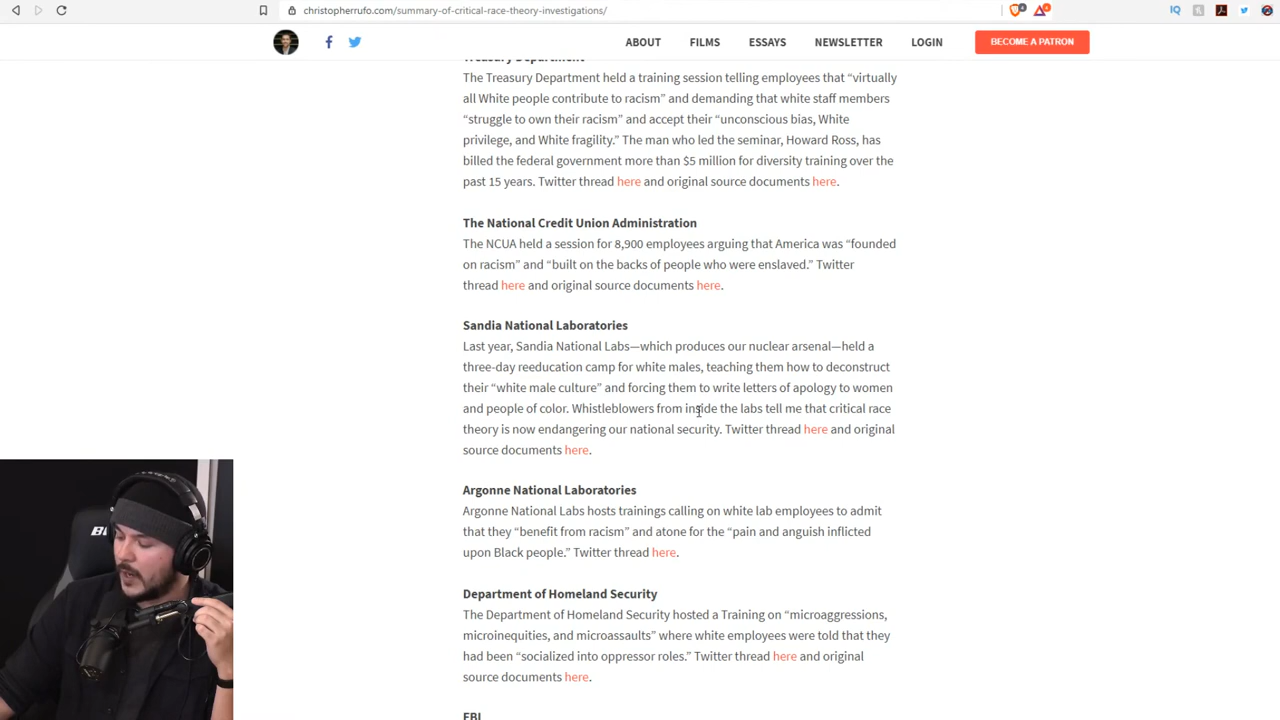 christopherrufo.com/summary-of-critical-race-theory-investigations/
ABOUT FILMS ESSAYS NEWSLETTER LOGIN BECOME A PATRON
Treasury Department
The Treasury Department held a training session telling employees that “virtually
all White people contribute to racism” and demanding that white staff members
“struggle to own their racism” and accept their “unconscious bias, White
privilege, and White fragility.” The man who led the seminar, Howard Ross, has
billed the federal government more than $5 million for diversity training over the
past 15 years. Twitter thread here and original source documents here.
The National Credit Union Administration
The NCUA held a session for 8,900 employees arguing that America was “founded
on racism” and “built on the backs of people who were enslaved.” Twitter
thread here and original source documents here.
Sandia National Laboratories
Last year, Sandia National Labs—which produces our nuclear arsenal—held a
three-day reeducation camp for white males, teaching them how to deconstruct
their “white male culture” and forcing them to write letters of apology to women
and people of color. Whistleblowers from inside the labs tell me that critical race
theory is now endangering our national security. Twitter thread here and original
source documents here.
Argonne National Laboratories
Argonne National Labs hosts trainings calling on white lab employees to admit
that they “benefit from racism” and atone for the “pain and anguish inflicted
upon Black people.” Twitter thread here.
Department of Homeland Security
The Department of Homeland Security hosted a Training on “microaggressions,
microinequities, and microassaults” where white employees were told that they
had been “socialized into oppressor roles.” Twitter thread here and original
source documents here.
FBI